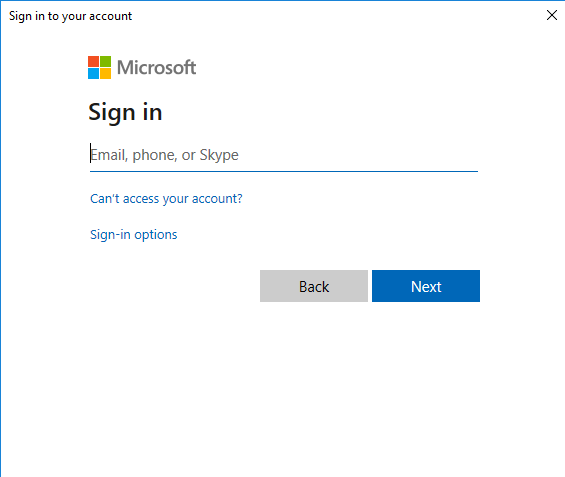 Sign in to your account
Microsoft
Sign in
Email, phone, or Skype
Can't access your account?
Sign-in options
Back
Next